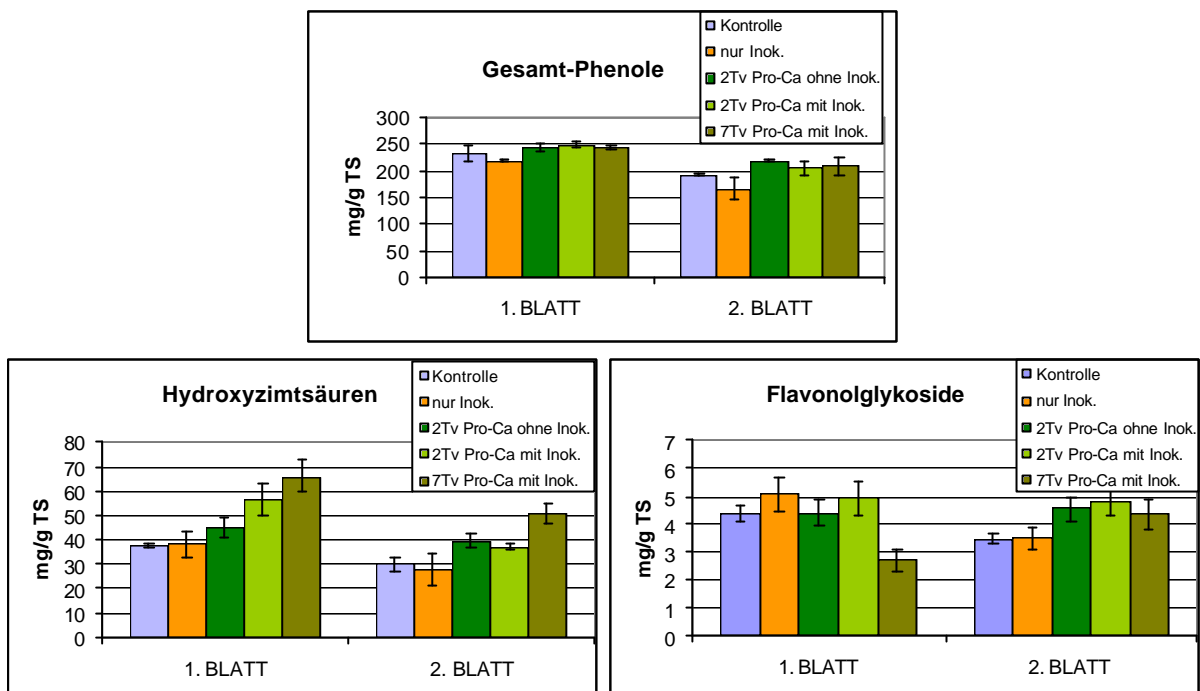 Gesamt-Phenole
Kontrolle
nur Inok.
2Tv Pro-Ca ohne Inok.
2Tv Pro-Ca mit Inok.
7Tv Pro-Ca mit Inok.
mg/g TS
300
250
200
150
100
50
0
1. BLATT
2. BLATT
Hydroxyzimtsäuren
Kontrolle
nur Inok.
2Tv Pro-Ca ohne Inok.
2Tv Pro-Ca mit Inok.
7Tv Pro-Ca mit Inok.
mg/g TS
80
70
60
50
40
30
20
10
0
1. BLATT
2. BLATT
Flavonolglykoside
Kontrolle
nur Inok.
2Tv Pro-Ca ohne Inok.
2Tv Pro-Ca mit Inok.
7Tv Pro-Ca mit Inok.
mg/g TS
7
6
5
4
3
2
1
0
1. BLATT
2. BLATT